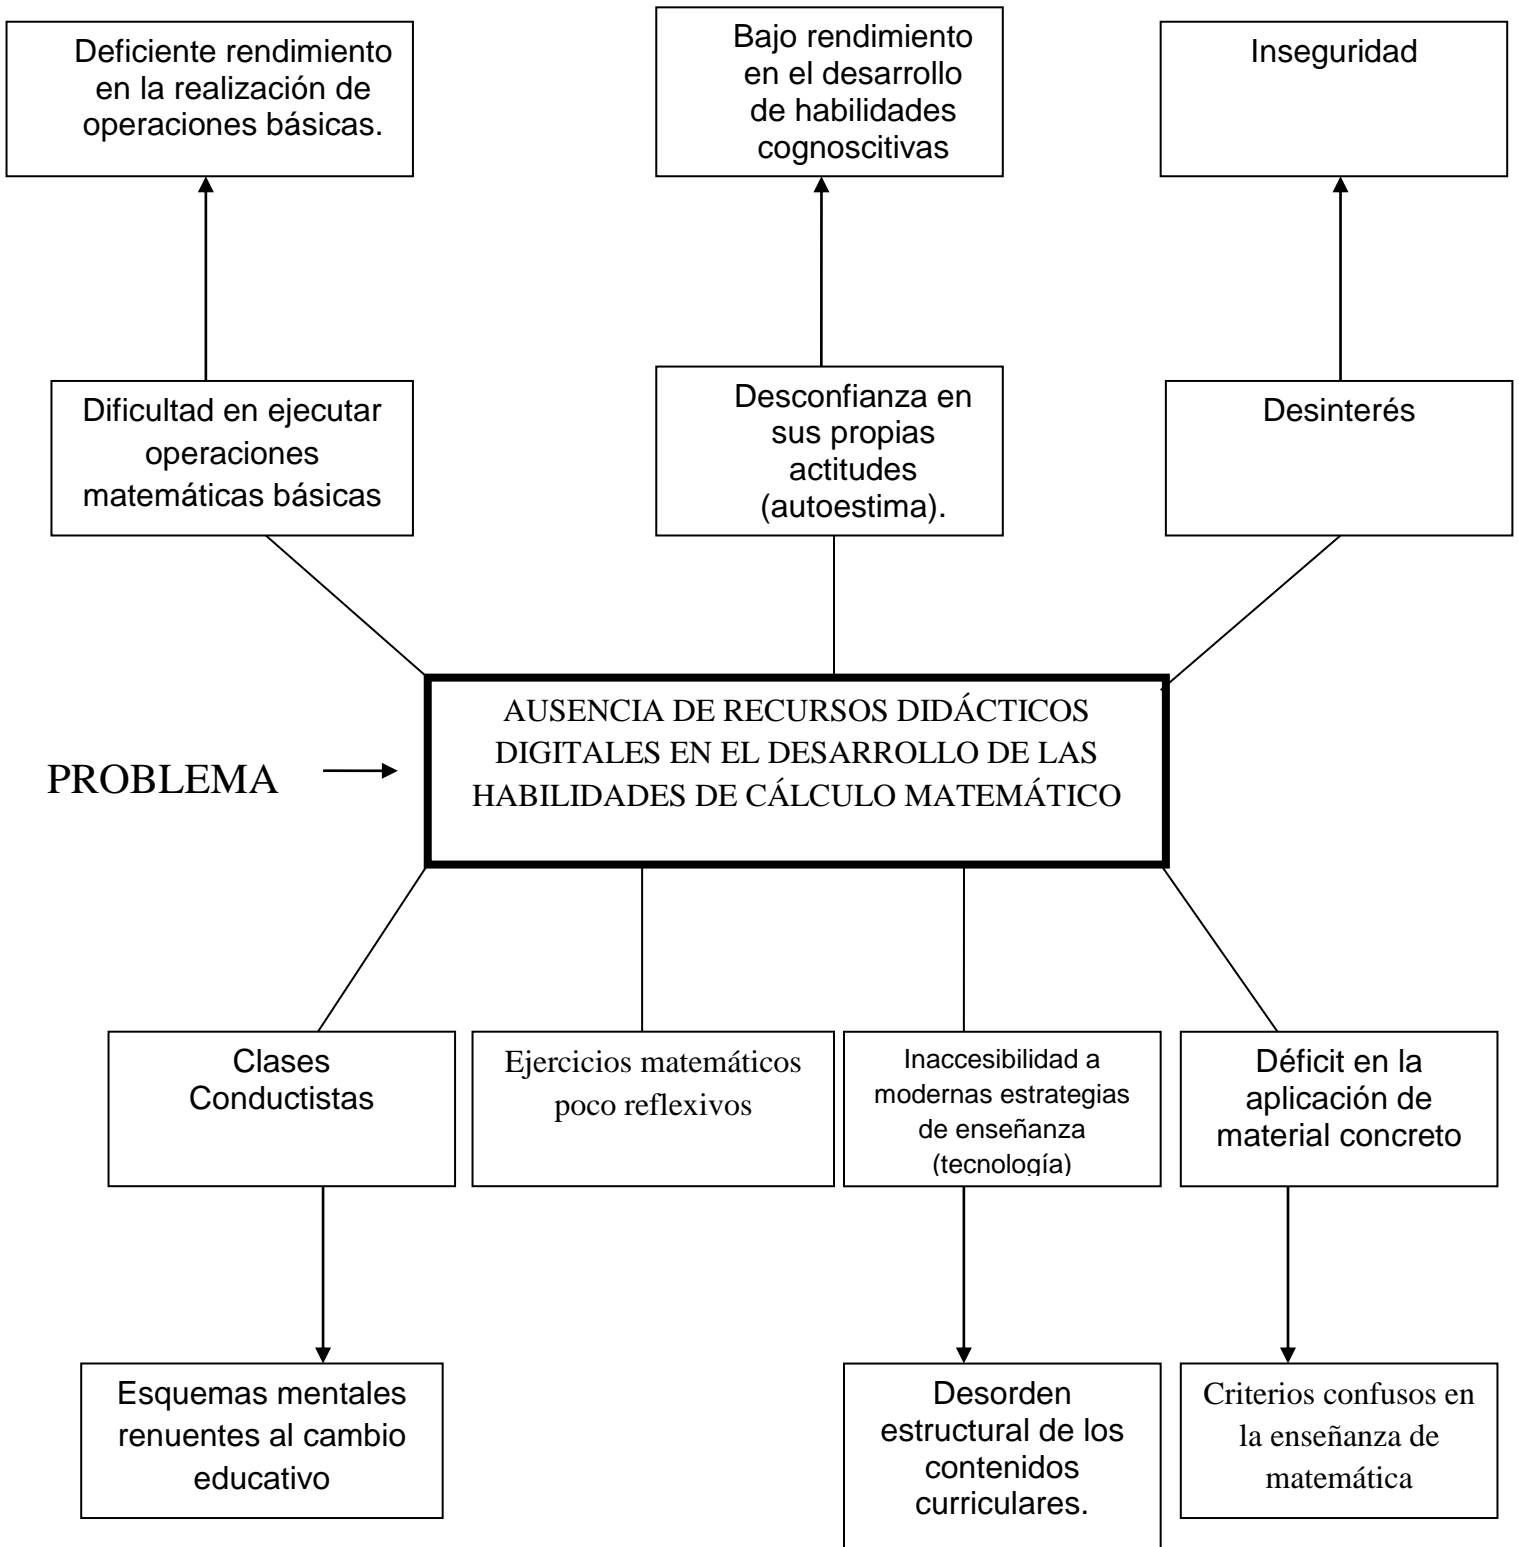 Deficiente rendimiento
en la realización de
operaciones básicas.
Bajo rendimiento
en el desarrollo
de habilidades
cognoscitivas
Inseguridad
Dificultad en ejecutar
operaciones
matemáticas básicas
Desconfianza en
sus propias
actitudes
(autoestima).
Desinterés
AUSENCIA DE RECURSOS DIDÁCTICOS
DIGITALES EN EL DESARROLLO DE LAS
HABILIDADES DE CÁLCULO MATEMÁTICO
PROBLEMA
Clases
Conductistas
Ejercicios matemáticos
poco reflexivos
Inaccesibilidad a
modernas estrategias
de enseñanza
(tecnología)
Déficit en la
aplicación de
material concreto
Esquemas mentales
renuentes al cambio
educativo
Desorden
estructural de los
contenidos
curriculares.
Criterios confusos en
la enseñanza de
matemática